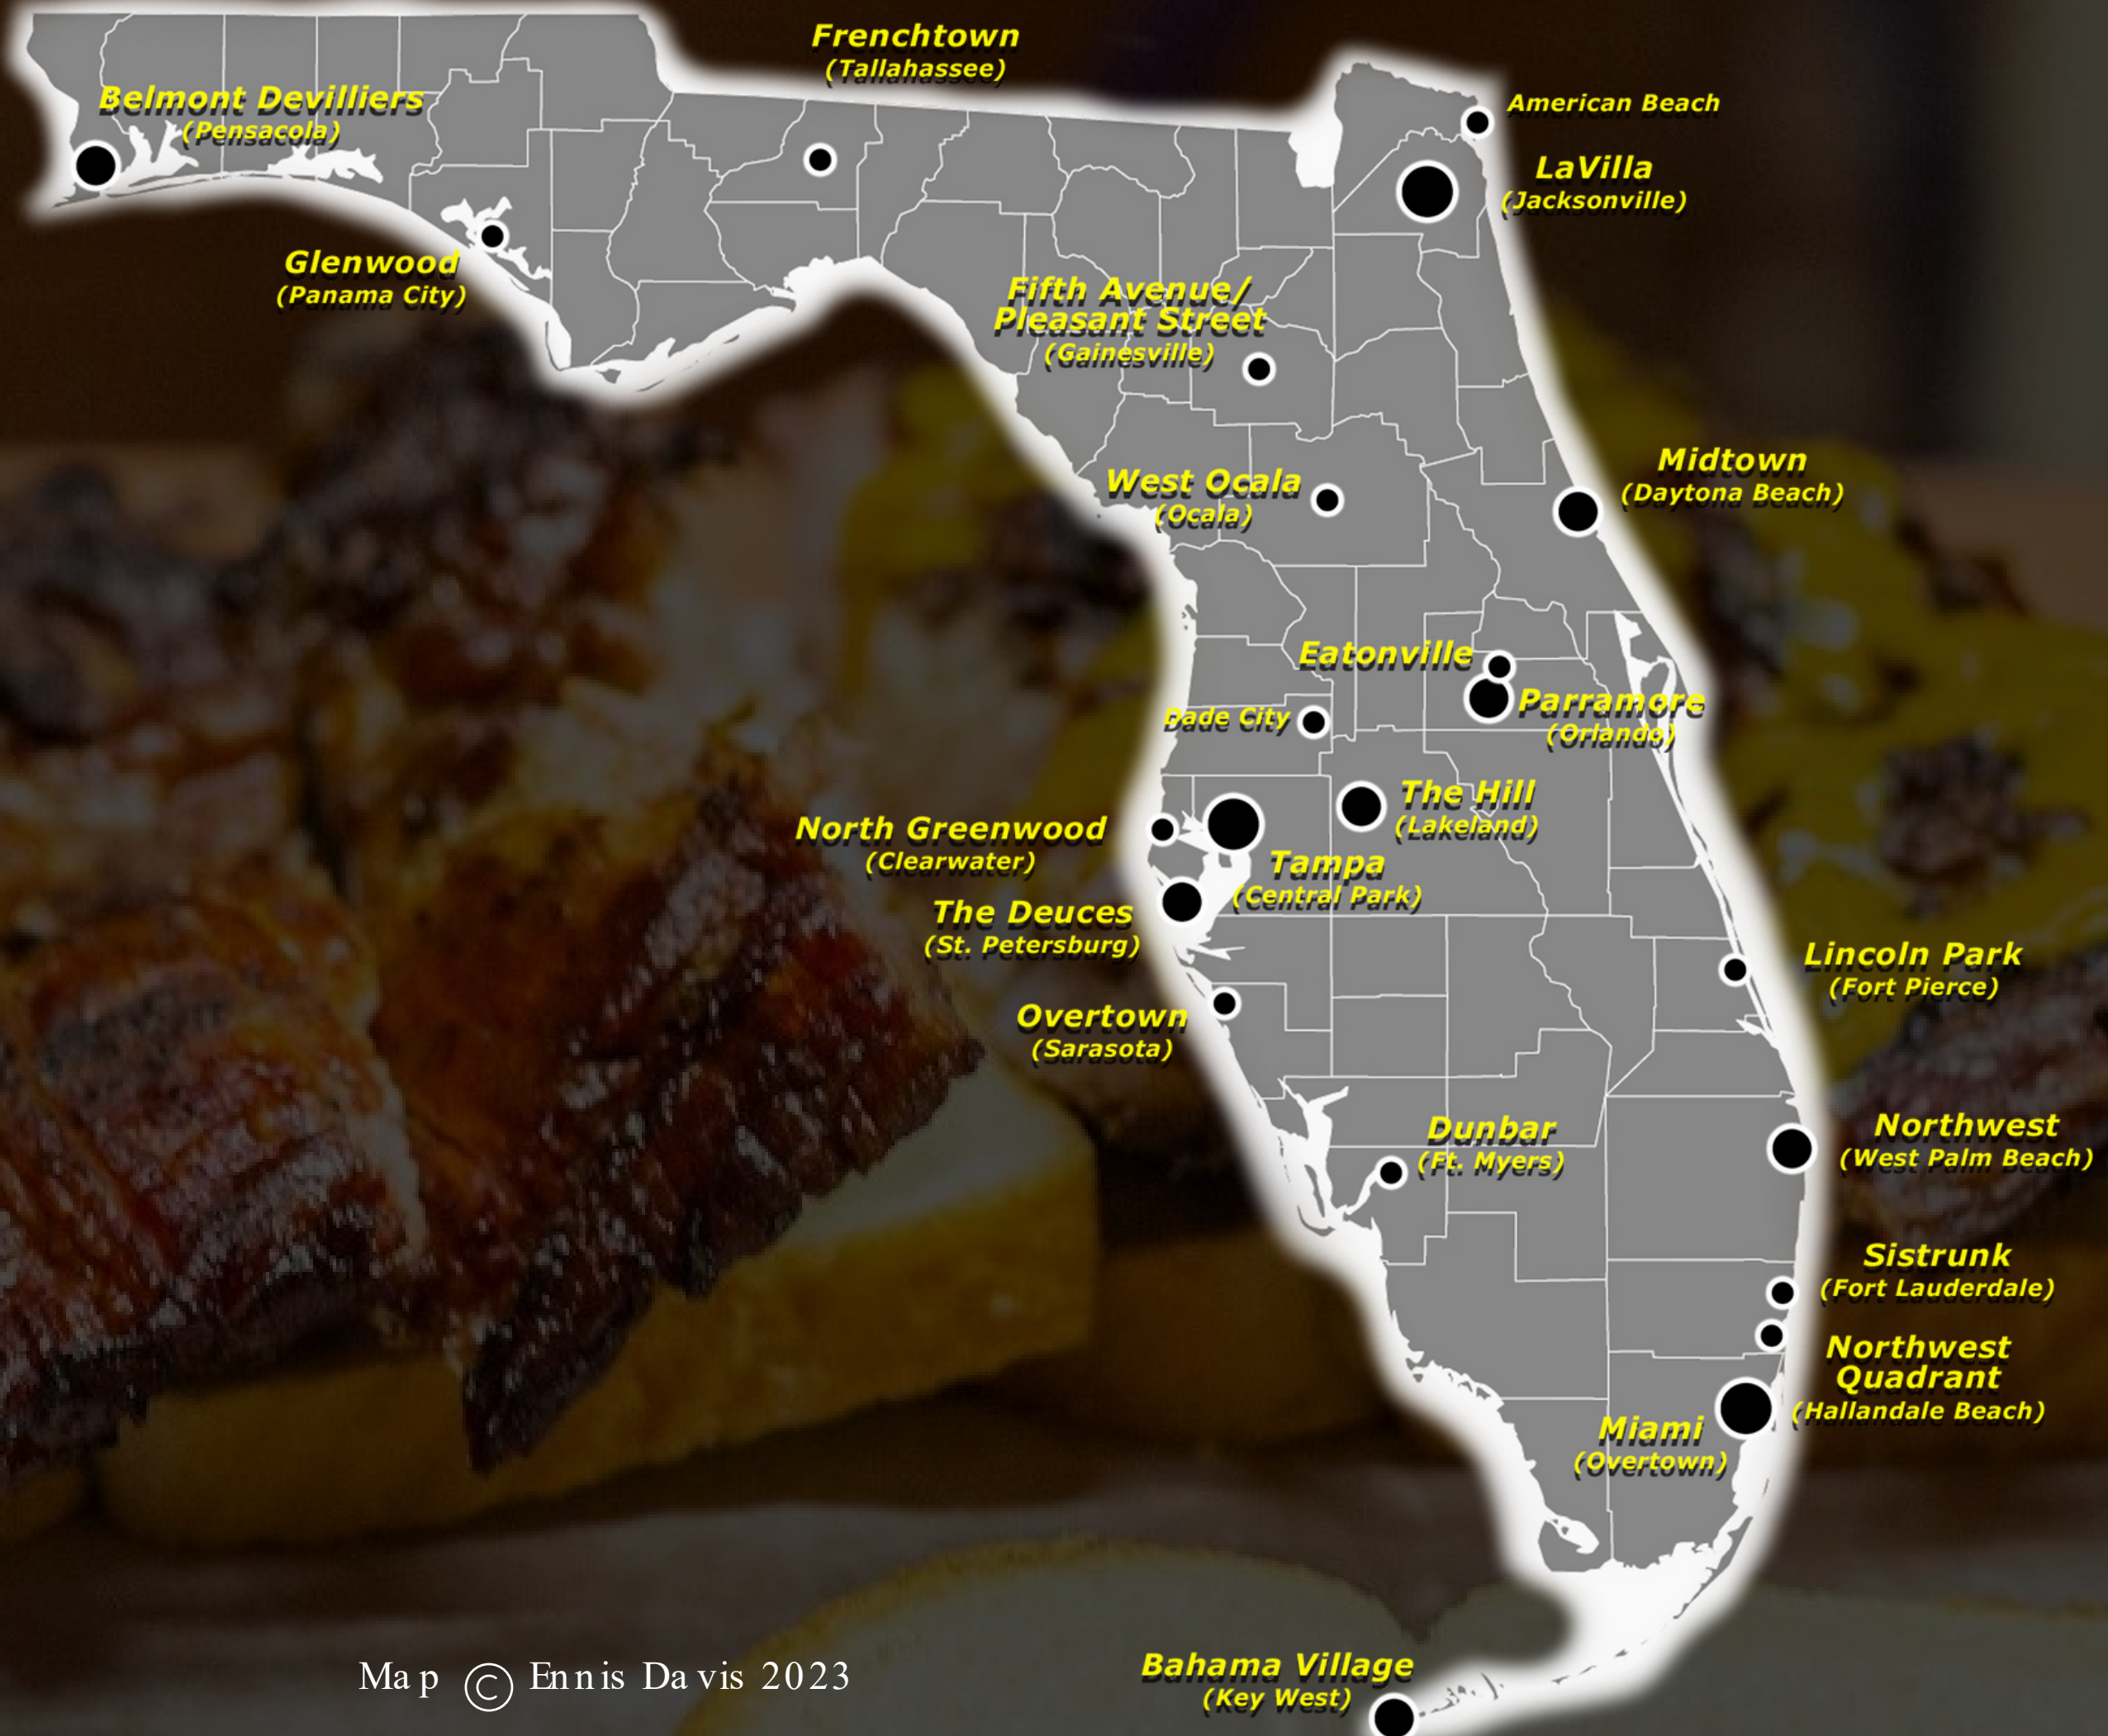 Frenchtown
(Tallahassee)
Belmont Devilliers
(Pensacola)
American Beach
LaVilla
(Jacksonville)
Glenwood
(Panama City)
Fifth Avenue/
Pleasant Street
(Gainesville)
Midtown
(Daytona Beach)
West Ocala
(Ocala)
Eatonville
Parramore
(Orlando)
Dade City
The Hill
(Lakeland)
North Greenwood
(Clearwater)
Tampa
(Central Park)
The Deuces
(St. Petersburg)
Lincoln Park
(Fort Pierce)
Overtown
(Sarasota)
Dunbar
(Ft. Myers)
Northwest
(West Palm Beach)
Sistrunk
(Fort Lauderdale)
Northwest
Quadrant
(Hallandale Beach)
Miami
(Overtown)
Bahama Village
(Key West)
Map © Ennis Davis 2023